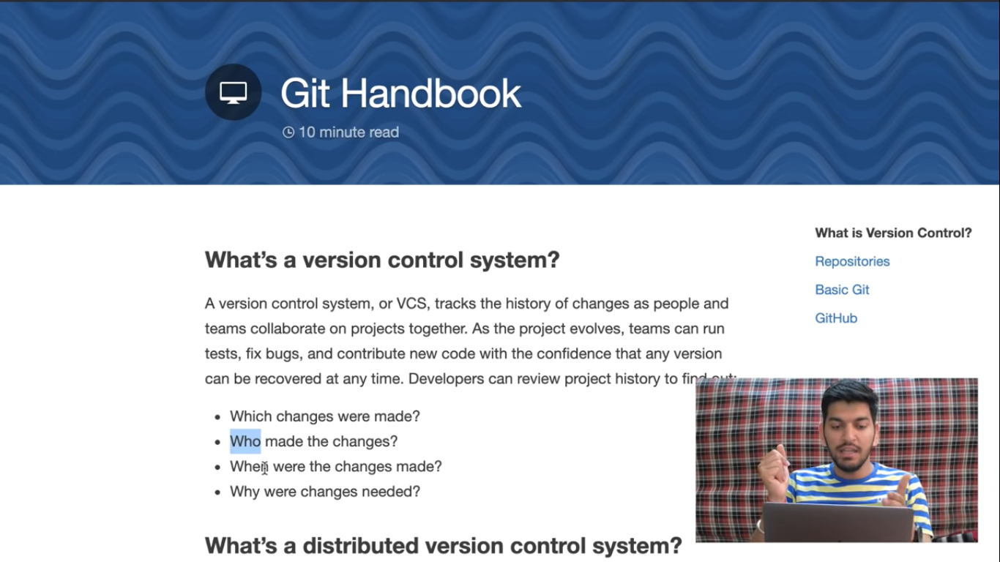 Git Handbook
10 minute read
What's a version control system?
A version control system, or VCS, tracks the history of changes as people and
teams collaborate on projects together. As the project evolves, teams can run
tests, fix bugs, and contribute new code with the confidence that any version
can be recovered at any time. Developers can review project history to find out:
• Which changes were made?
• Who made the changes?
• When were the changes made?
• Why were changes needed?
What's a distributed version control system?
What is Version Control?
Repositories
Basic Git
GitHub